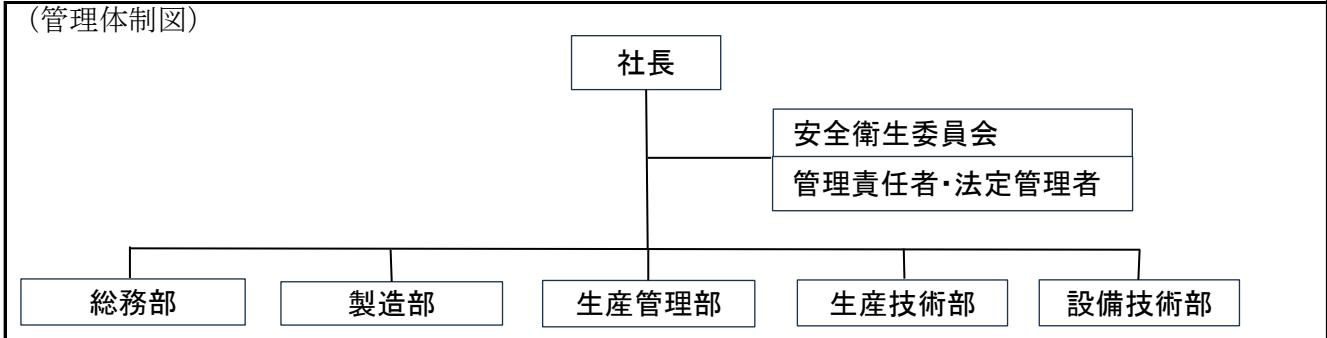 （管理体制図）
社長
安全衛生委員会
管理責任者・法定管理者
総務部
製造部
生産管理部
生産技術部
設備技術部